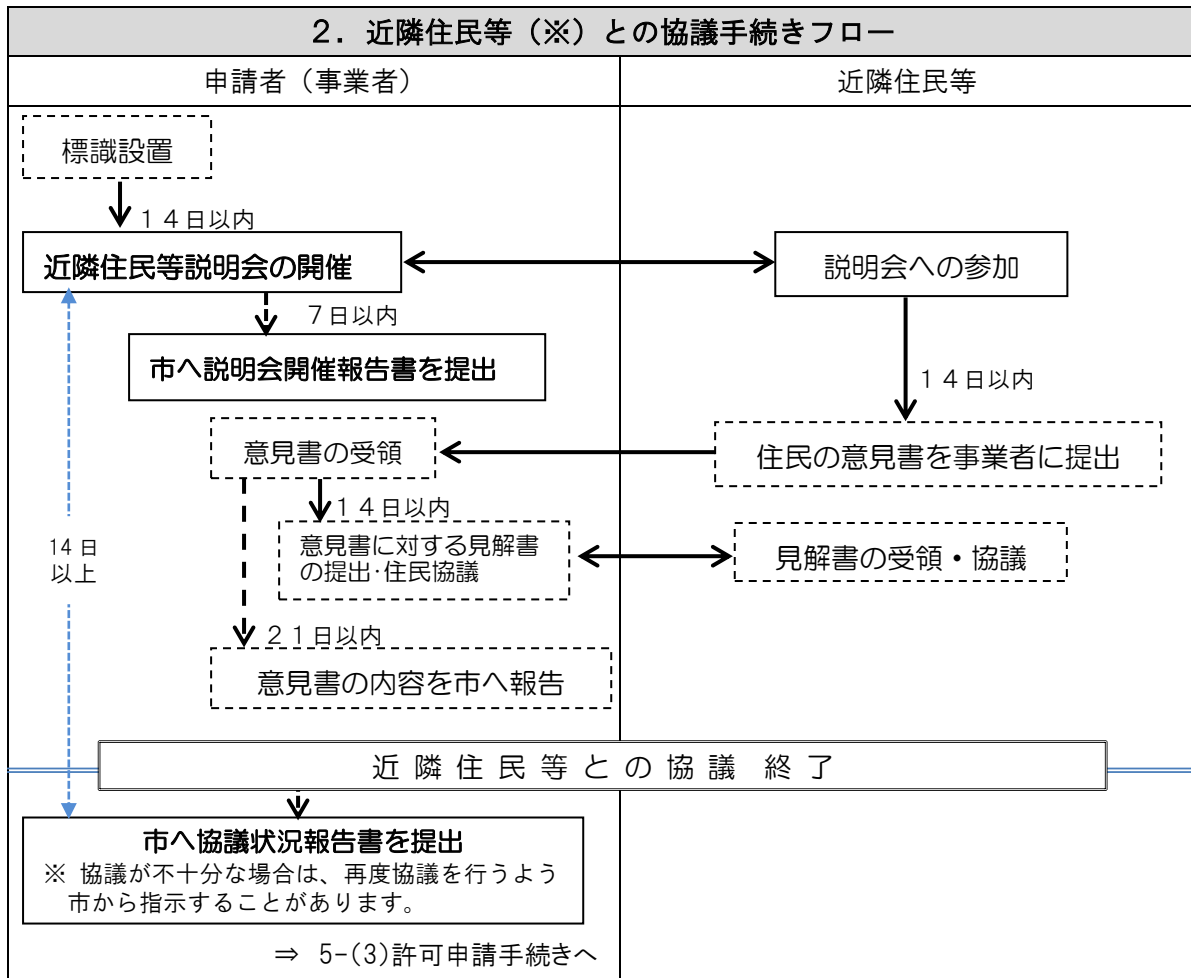 ２．近隣住民等（※）との協議手続きフロー
申請者（事業者）
近隣住民等
標識設置
１４日以内
近隣住民等説明会の開催
説明会への参加
７日以内
市へ説明会開催報告書を提出
１４日以内
意見書の受領
住民の意見書を事業者に提出
１４日以内
意見書に対する見解書
の提出･住民協議
見解書の受領・協議
14 日
以上
２１日以内
意見書の内容を市へ報告
近 隣 住 民 等 と の 協 議 終 了
市へ協議状況報告書を提出
※ 協議が不十分な場合は、再度協議を行うよう
市から指示することがあります。
⇒ 5-(3)許可申請手続きへ